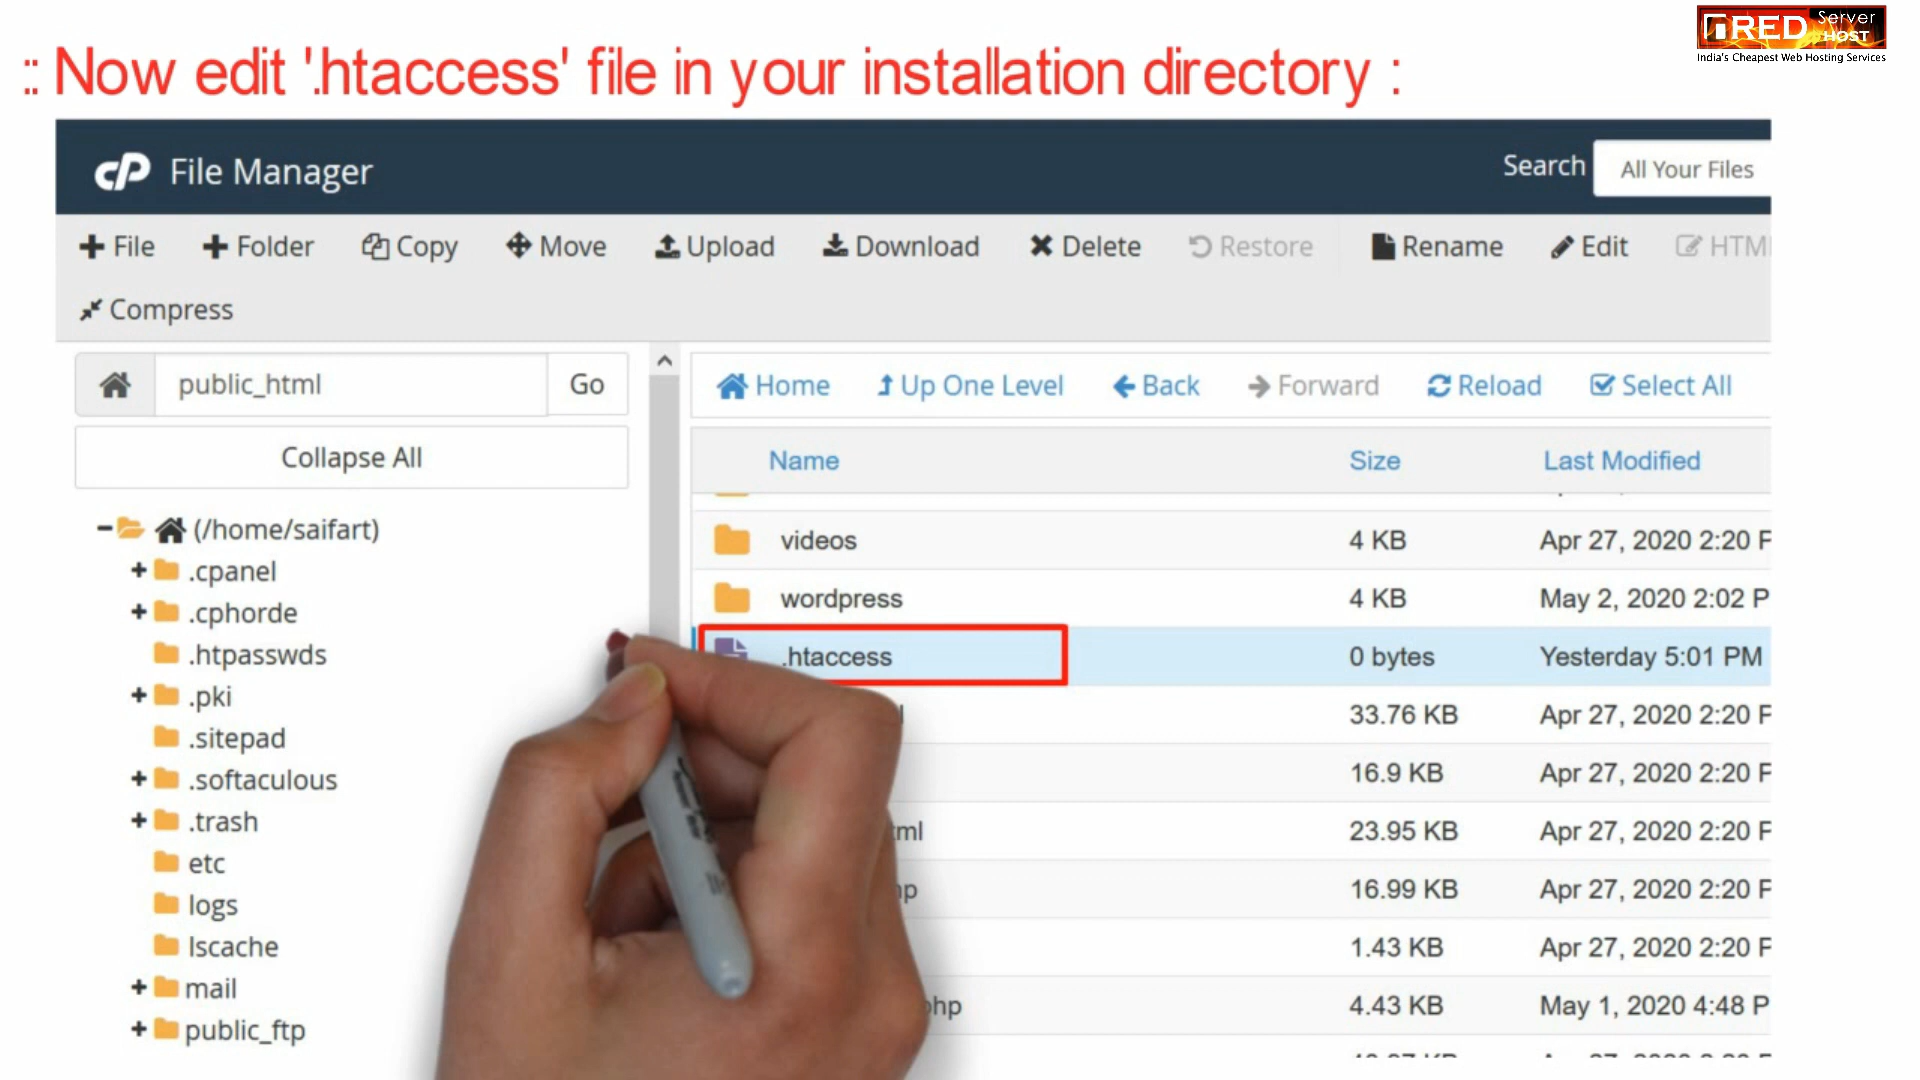 RED Server
HOST
India's Cheapest Web Hosting Services
:: Now edit '.htaccess' file in your installation directory :
cP File Manager
Search All Your Files
File Folder Copy Move Upload Download Delete Restore Rename Edit
Compress
public_html Go
Home Up One Level Back Forward Reload Select All
Collapse All
Name Size Last Modified
(/home/saifart)
.cpanel
.cphorde
.htpasswds
.pki
.sitepad
.softaculous
.trash
etc
logs
lscache
mail
public_ftp
videos 4 KB Apr 27, 2020 2:20 P
wordpress 4 KB May 2, 2020 2:02 P
.htaccess 0 bytes Yesterday 5:01 PM
33.76 KB Apr 27, 2020 2:20 P
16.9 KB Apr 27, 2020 2:20 P
23.95 KB Apr 27, 2020 2:20 P
16.99 KB Apr 27, 2020 2:20 P
1.43 KB Apr 27, 2020 2:20 P
4.43 KB May 1, 2020 4:48 P